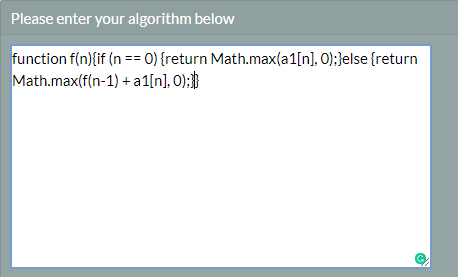 Please enter your algorithm below
function f(n){if (n == 0) {return Math.max(a1[n], 0);}else {return
Math.max(f(n-1) + a1[n], 0);}}